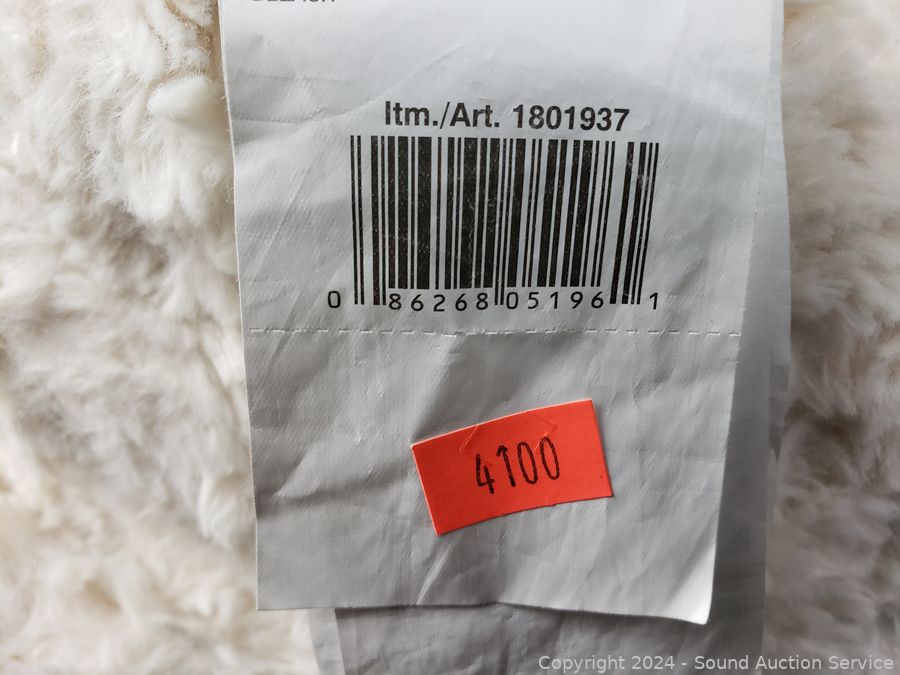 Itm./Art. 1801937
0 86268 05196 1
4100
Copyright © 2024 - Sound Auction Service